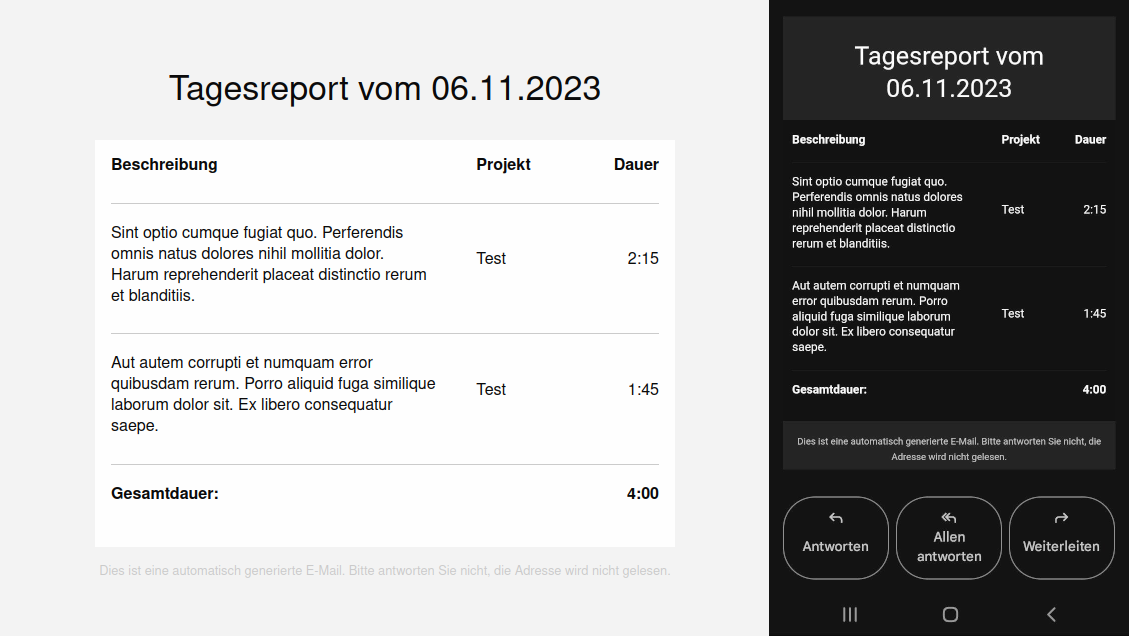 Tagesreport vom 06.11.2023
Beschreibung Projekt Dauer
Sint optio cumque fugiat quo. Perferendis
omnis natus dolores nihil mollitia dolor.
Harum reprehenderit placeat distinctio rerum
et blanditiis.
Test 2:15
Aut autem corrupti et numquam error
quibusdam rerum. Porro aliquid fuga similique
laborum dolor sit. Ex libero consequatur
saepe.
Test 1:45
Gesamtdauer: 4:00
Dies ist eine automatisch generierte E-Mail. Bitte antworten Sie nicht, die Adresse wird nicht gelesen.
Tagesreport vom
06.11.2023
Beschreibung Projekt Dauer
Sint optio cumque fugiat quo.
Perferendis omnis natus dolores
nihil mollitia dolor. Harum
reprehenderit placeat distinctio
rerum et blanditiis.
Test 2:15
Aut autem corrupti et numquam
error quibusdam rerum. Porro
aliquid fuga similique laborum
dolor sit. Ex libero consequatur
saepe.
Test 1:45
Gesamtdauer: 4:00
Dies ist eine automatisch generierte E-Mail. Bitte antworten Sie nicht, die
Adresse wird nicht gelesen.
Antworten
Allen
antworten
Weiterleiten